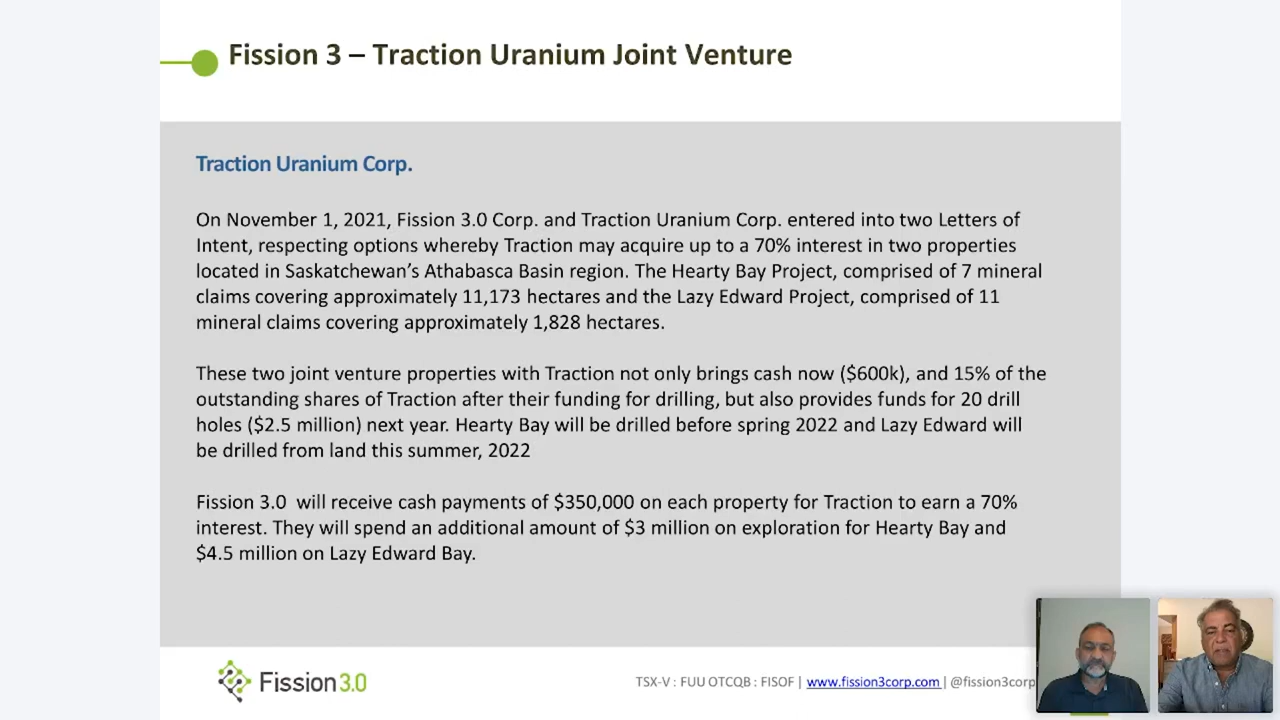 Fission 3 – Traction Uranium Joint Venture
Traction Uranium Corp.
On November 1, 2021, Fission 3.0 Corp. and Traction Uranium Corp. entered into two Letters of
Intent, respecting options whereby Traction may acquire up to a 70% interest in two properties
located in Saskatchewan’s Athabasca Basin region. The Hearty Bay Project, comprised of 7 mineral
claims covering approximately 11,173 hectares and the Lazy Edward Project, comprised of 11
mineral claims covering approximately 1,828 hectares.
These two joint venture properties with Traction not only brings cash now ($600k), and 15% of the
outstanding shares of Traction after their funding for drilling, but also provides funds for 20 drill
holes ($2.5 million) next year. Hearty Bay will be drilled before spring 2022 and Lazy Edward will
be drilled from land this summer, 2022
Fission 3.0 will receive cash payments of $350,000 on each property for Traction to earn a 70%
interest. They will spend an additional amount of $3 million on exploration for Hearty Bay and
$4.5 million on Lazy Edward Bay.
Fission3.0
TSX-V : FUU OTCQB : FISOF | www.fission3corp.com | @fission3corp